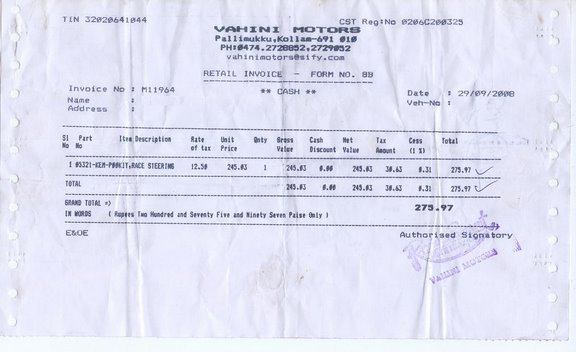 TIN 32020641044 CST Reg:No 0206C200325
VAHINI MOTORS
Pallimukku,Kollam-691 010
PH:0474.2728852,2729052
vahinimotors@sify.com
RETAIL INVOICE - FORM NO. 8B
Invoice No : M11964 ** CASH ** Date : 29/09/2008
Name : Veh-No :
Address :
Sl Part Item Description Rate Unit Qnty Gross Cash Net Tax Cess Total
No No of tax Price Value Discount Value Amount (1 %)
1 05321-KEM-P00KIT,RACE STEERING 12.50 245.03 1 245.03 0.00 245.03 30.63 0.31 275.97
TOTAL 245.03 0.00 245.03 30.63 0.31 275.97
GRAND TOTAL => 275.97
IN WORDS ( Rupees Two Hundred and Seventy Five and Ninety Seven Paise Only )
E&OE Authorised Signatory
VAHINI MOTORS